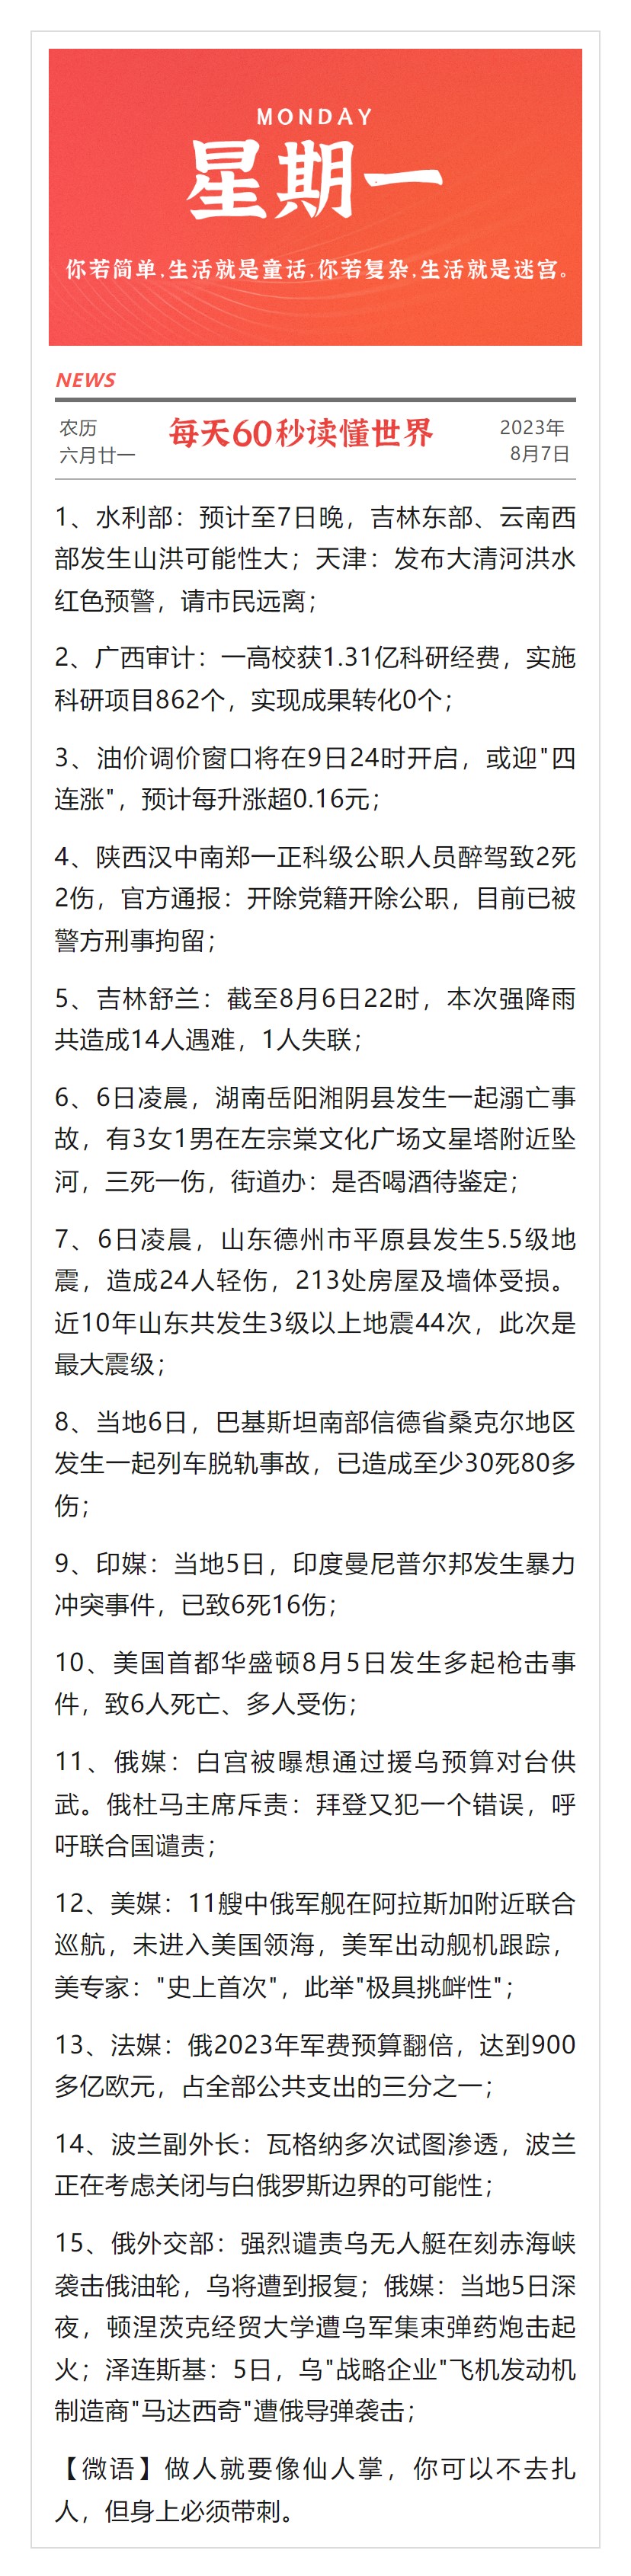 MONDAY
星期一
你若简单,生活就是童话,你若复杂,生活就是迷宫。
NEWS
农历
六月廿一
每天60秒读懂世界
2023年
8月7日
1、水利部：预计至7日晚，吉林东部、云南西
部发生山洪可能性大；天津：发布大清河洪水
红色预警，请市民远离；
2、广西审计：一高校获1.31亿科研经费，实施
科研项目862个，实现成果转化0个；
3、油价调价窗口将在9日24时开启，或迎"四
连涨"，预计每升涨超0.16元；
4、陕西汉中南郑一正科级公职人员醉驾致2死
2伤，官方通报：开除党籍开除公职，目前已被
警方刑事拘留；
5、吉林舒兰：截至8月6日22时，本次强降雨
共造成14人遇难，1人失联；
6、6日凌晨，湖南岳阳湘阴县发生一起溺亡事
故，有3女1男在左宗棠文化广场文星塔附近坠
河，三死一伤，街道办：是否喝酒待鉴定；
7、6日凌晨，山东德州市平原县发生5.5级地
震，造成24人轻伤，213处房屋及墙体受损。
近10年山东共发生3级以上地震44次，此次是
最大震级；
8、当地6日，巴基斯坦南部信德省桑克尔地区
发生一起列车脱轨事故，已造成至少30死80多
伤；
9、印媒：当地5日，印度曼尼普尔邦发生暴力
冲突事件，已致6死16伤；
10、美国首都华盛顿8月5日发生多起枪击事
件，致6人死亡、多人受伤；
11、俄媒：白宫被曝想通过援乌预算对台供
武。俄杜马主席斥责：拜登又犯一个错误，呼
吁联合国谴责；
12、美媒：11艘中俄军舰在阿拉斯加附近联合
巡航，未进入美国领海，美军出动舰机跟踪，
美专家："史上首次"，此举"极具挑衅性"；
13、法媒：俄2023年军费预算翻倍，达到900
多亿欧元，占全部公共支出的三分之一；
14、波兰副外长：瓦格纳多次试图渗透，波兰
正在考虑关闭与白俄罗斯边界的可能性；
15、俄外交部：强烈谴责乌无人艇在刻赤海峡
袭击俄油轮，乌将遭到报复；俄媒：当地5日深
夜，顿涅茨克经贸大学遭乌军集束弹药炮击起
火；泽连斯基：5日，乌"战略企业"飞机发动机
制造商"马达西奇"遭俄导弹袭击；
【微语】做人就要像仙人掌，你可以不去扎
人，但身上必须带刺。